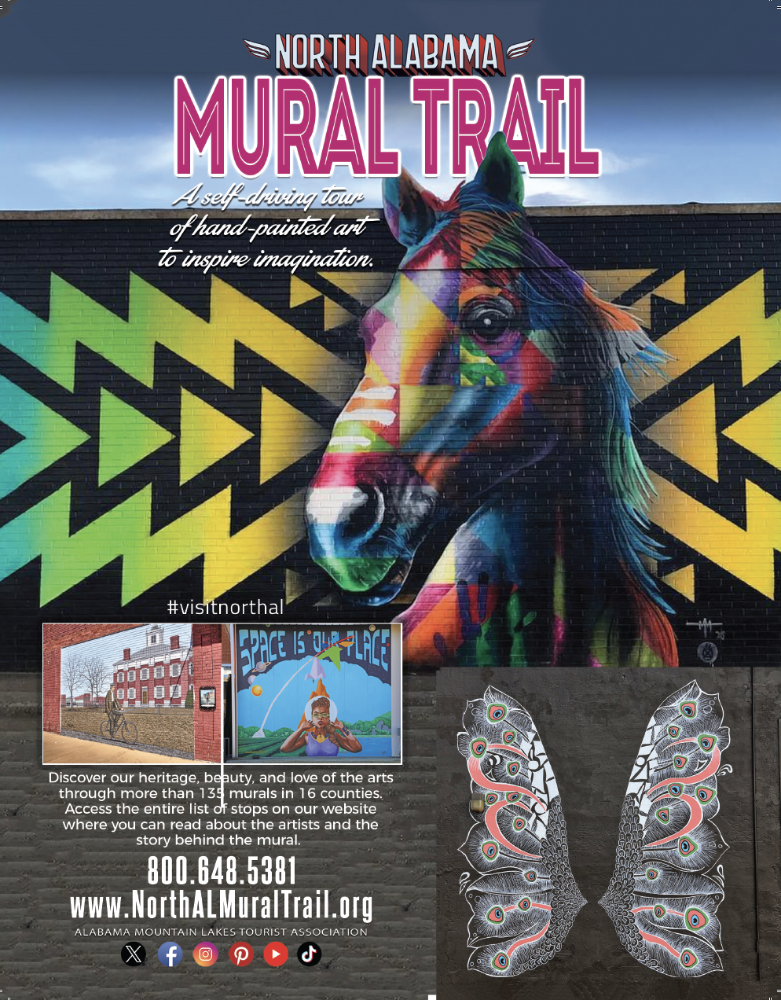 NORTH ALABAMA
MURAL TRAIL
A self-driving tour
of hand-painted art
to inspire imagination.
#visitnorthal
SPACE IS OUR PLACE
Discover our heritage, beauty, and love of the arts
through more than 135 murals in 16 counties.
Access the entire list of stops on our website
where you can read about the artists and the
story behind the mural.
800.648.5381
www.NorthALMuralTrail.org
ALABAMA MOUNTAIN LAKES TOURIST ASSOCIATION